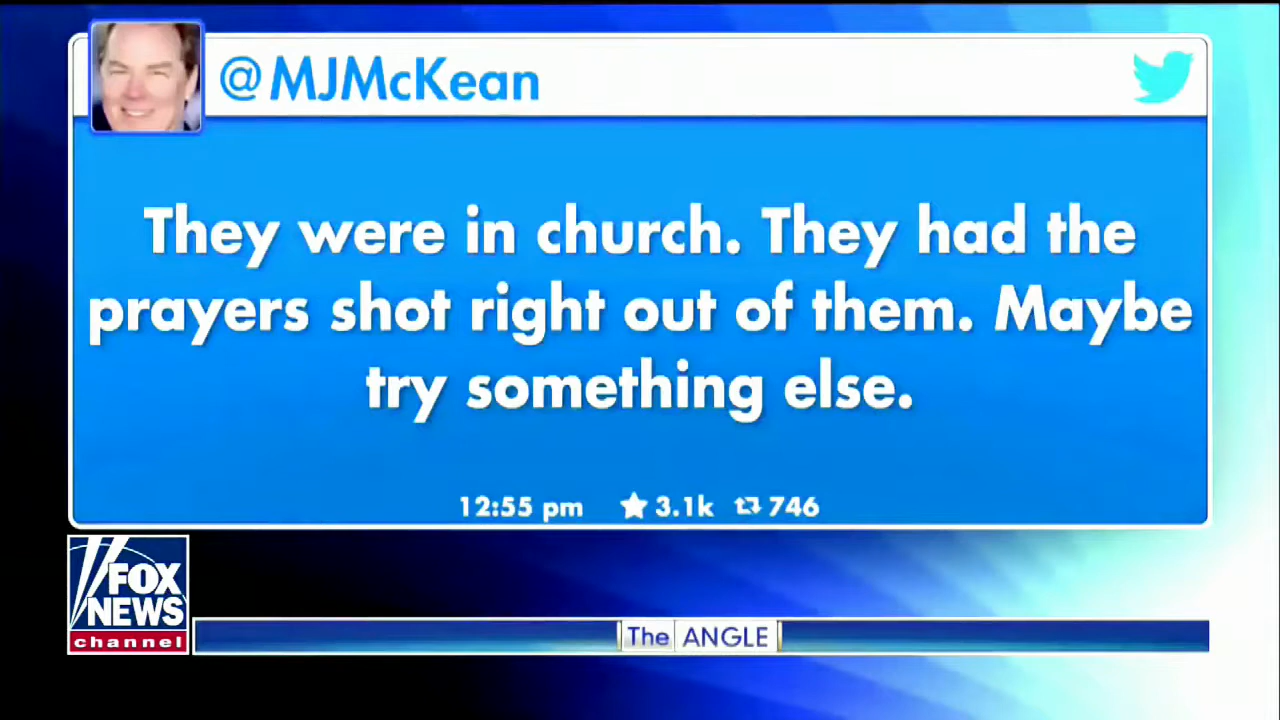 @MJMcKean
They were in church. They had the
prayers shot right out of them. Maybe
try something else.
12:55 pm ★ 3.1k 746
FOX
NEWS
channel
The ANGLE